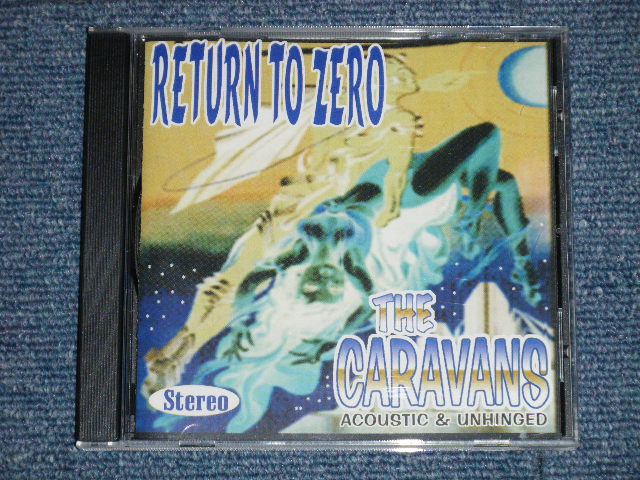 RETURN TO ZERO
THE
CARAVANS
ACOUSTIC & UNHINGED
Stereo